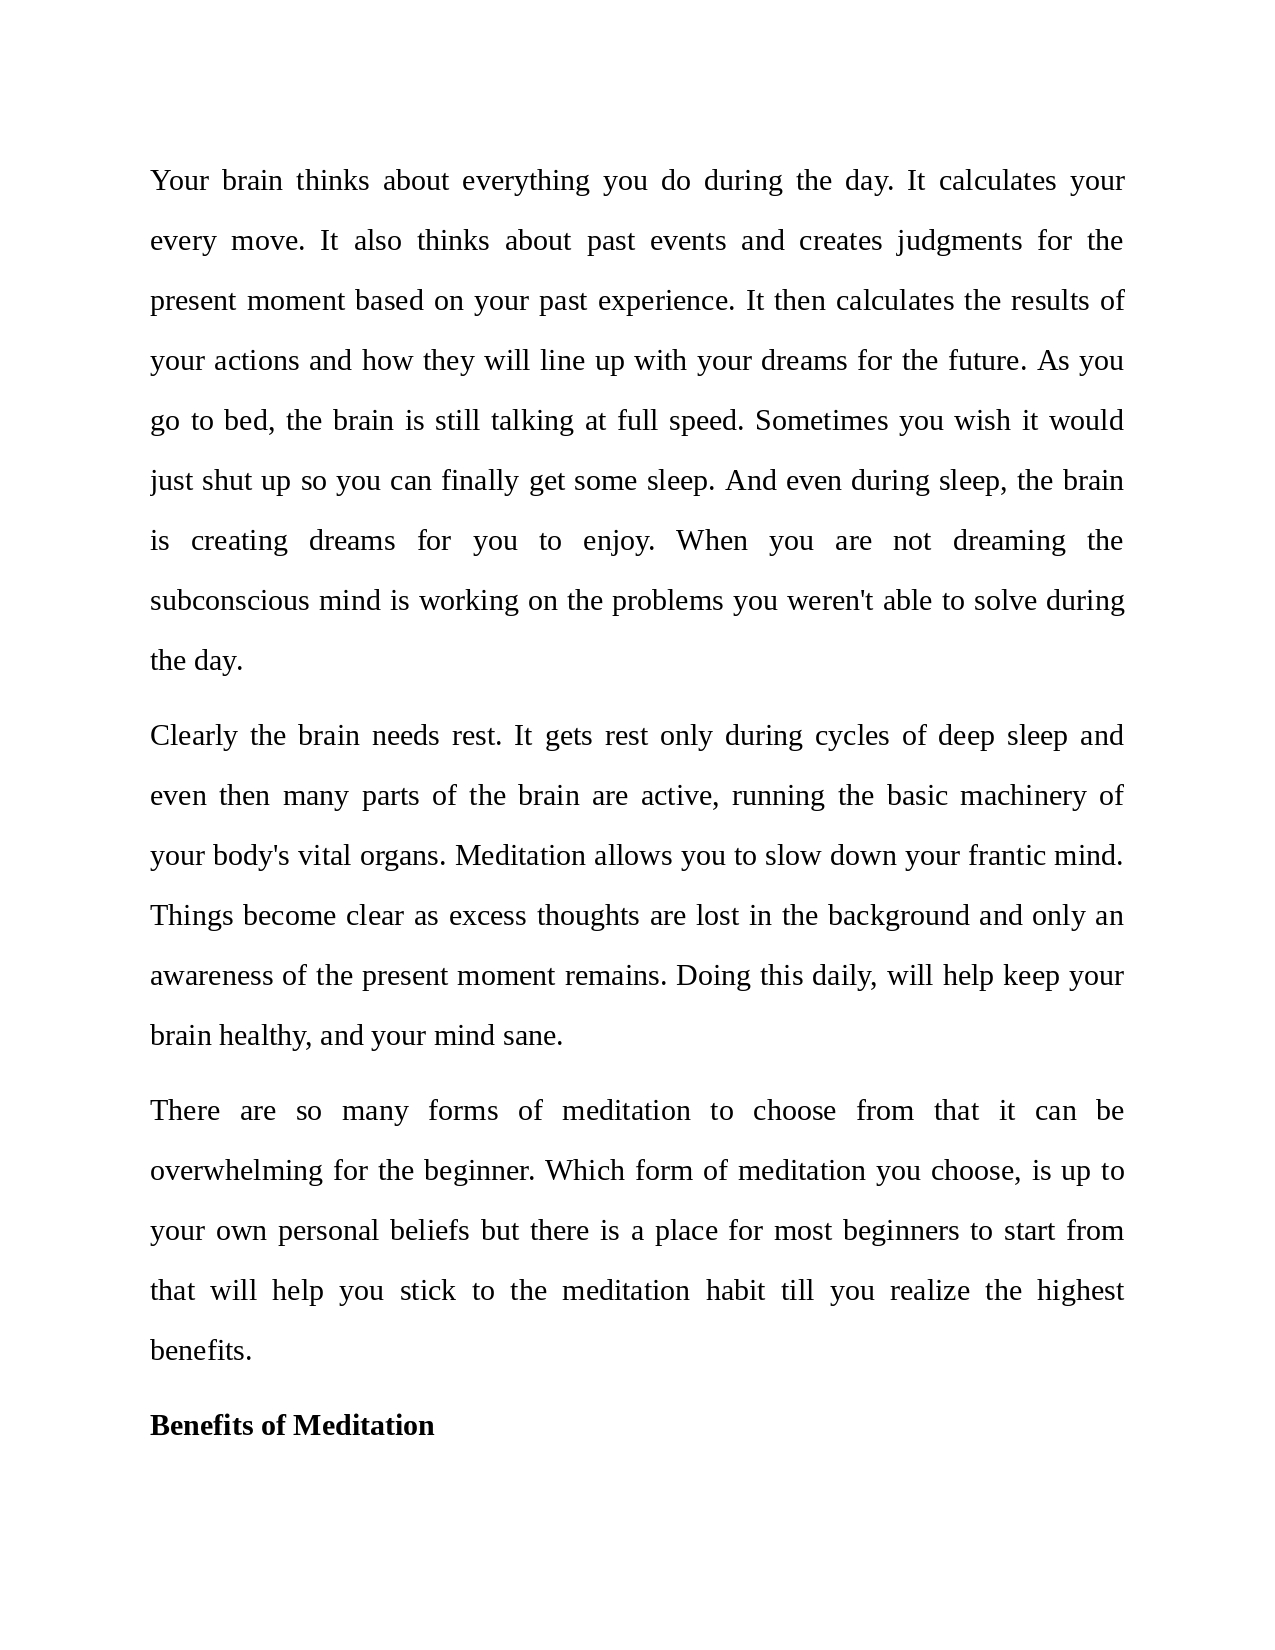 Your brain thinks about everything you do during the day. It calculates your
every move. It also thinks about past events and creates judgments for the
present moment based on your past experience. It then calculates the results of
your actions and how they will line up with your dreams for the future. As you
go to bed, the brain is still talking at full speed. Sometimes you wish it would
just shut up so you can finally get some sleep. And even during sleep, the brain
is creating dreams for you to enjoy. When you are not dreaming the
subconscious mind is working on the problems you weren't able to solve during
the day.
Clearly the brain needs rest. It gets rest only during cycles of deep sleep and
even then many parts of the brain are active, running the basic machinery of
your body's vital organs. Meditation allows you to slow down your frantic mind.
Things become clear as excess thoughts are lost in the background and only an
awareness of the present moment remains. Doing this daily, will help keep your
brain healthy, and your mind sane.
There are so many forms of meditation to choose from that it can be
overwhelming for the beginner. Which form of meditation you choose, is up to
your own personal beliefs but there is a place for most beginners to start from
that will help you stick to the meditation habit till you realize the highest
benefits.
Benefits of Meditation